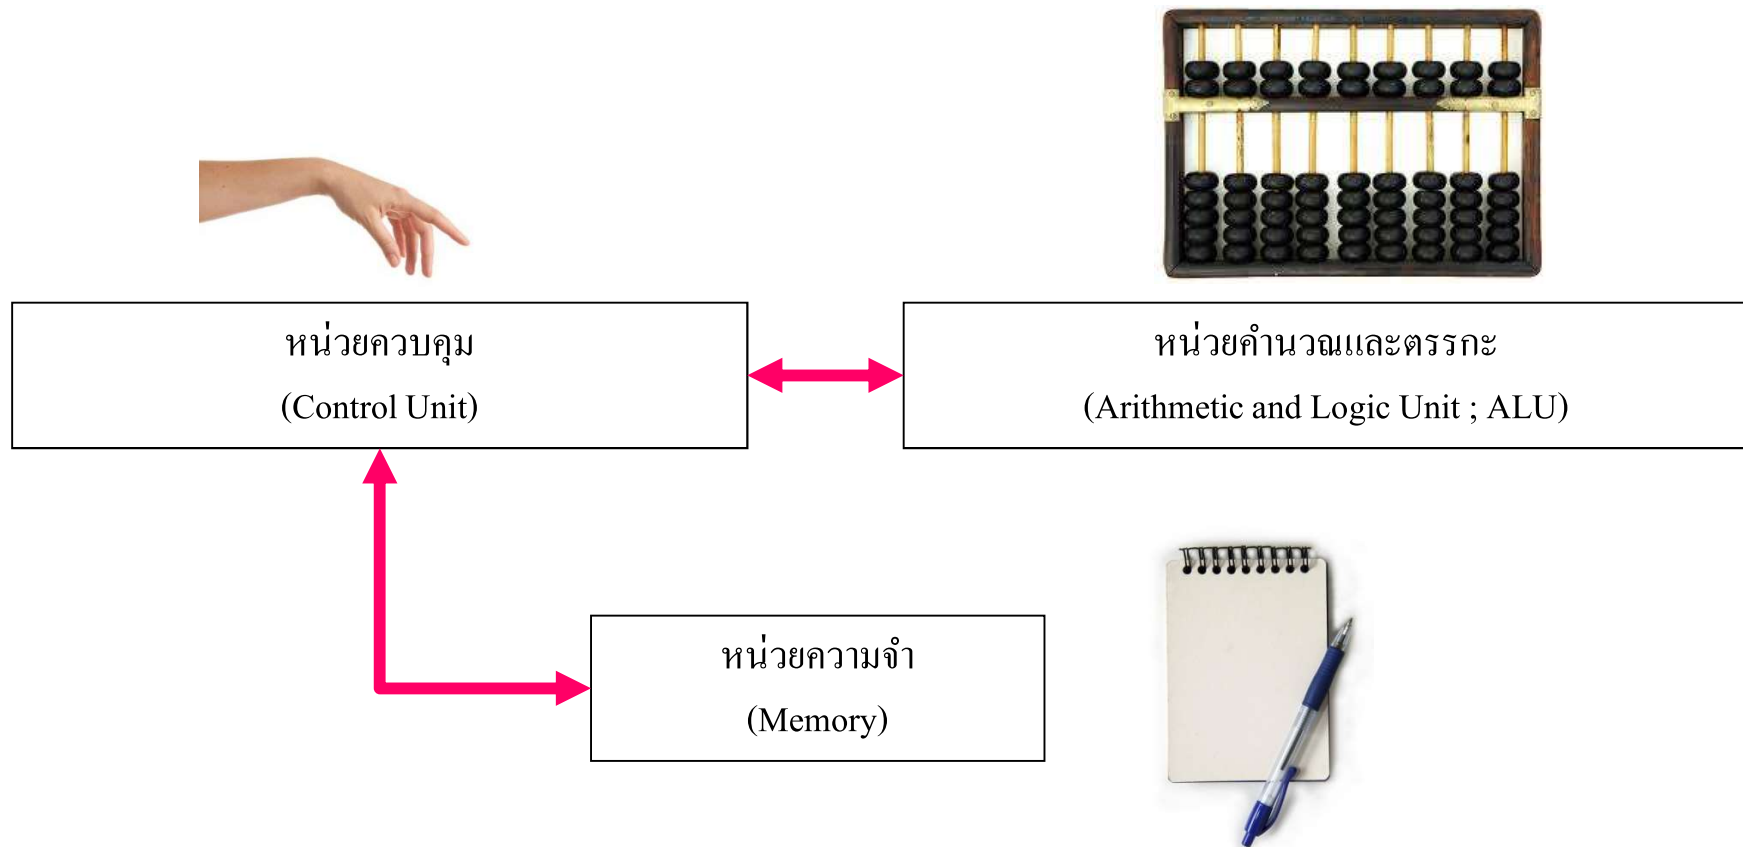 หน่วยควบคุม
(Control Unit)
หน่วยคำนวณและตรรกะ
(Arithmetic and Logic Unit ; ALU)
หน่วยความจำ
(Memory)